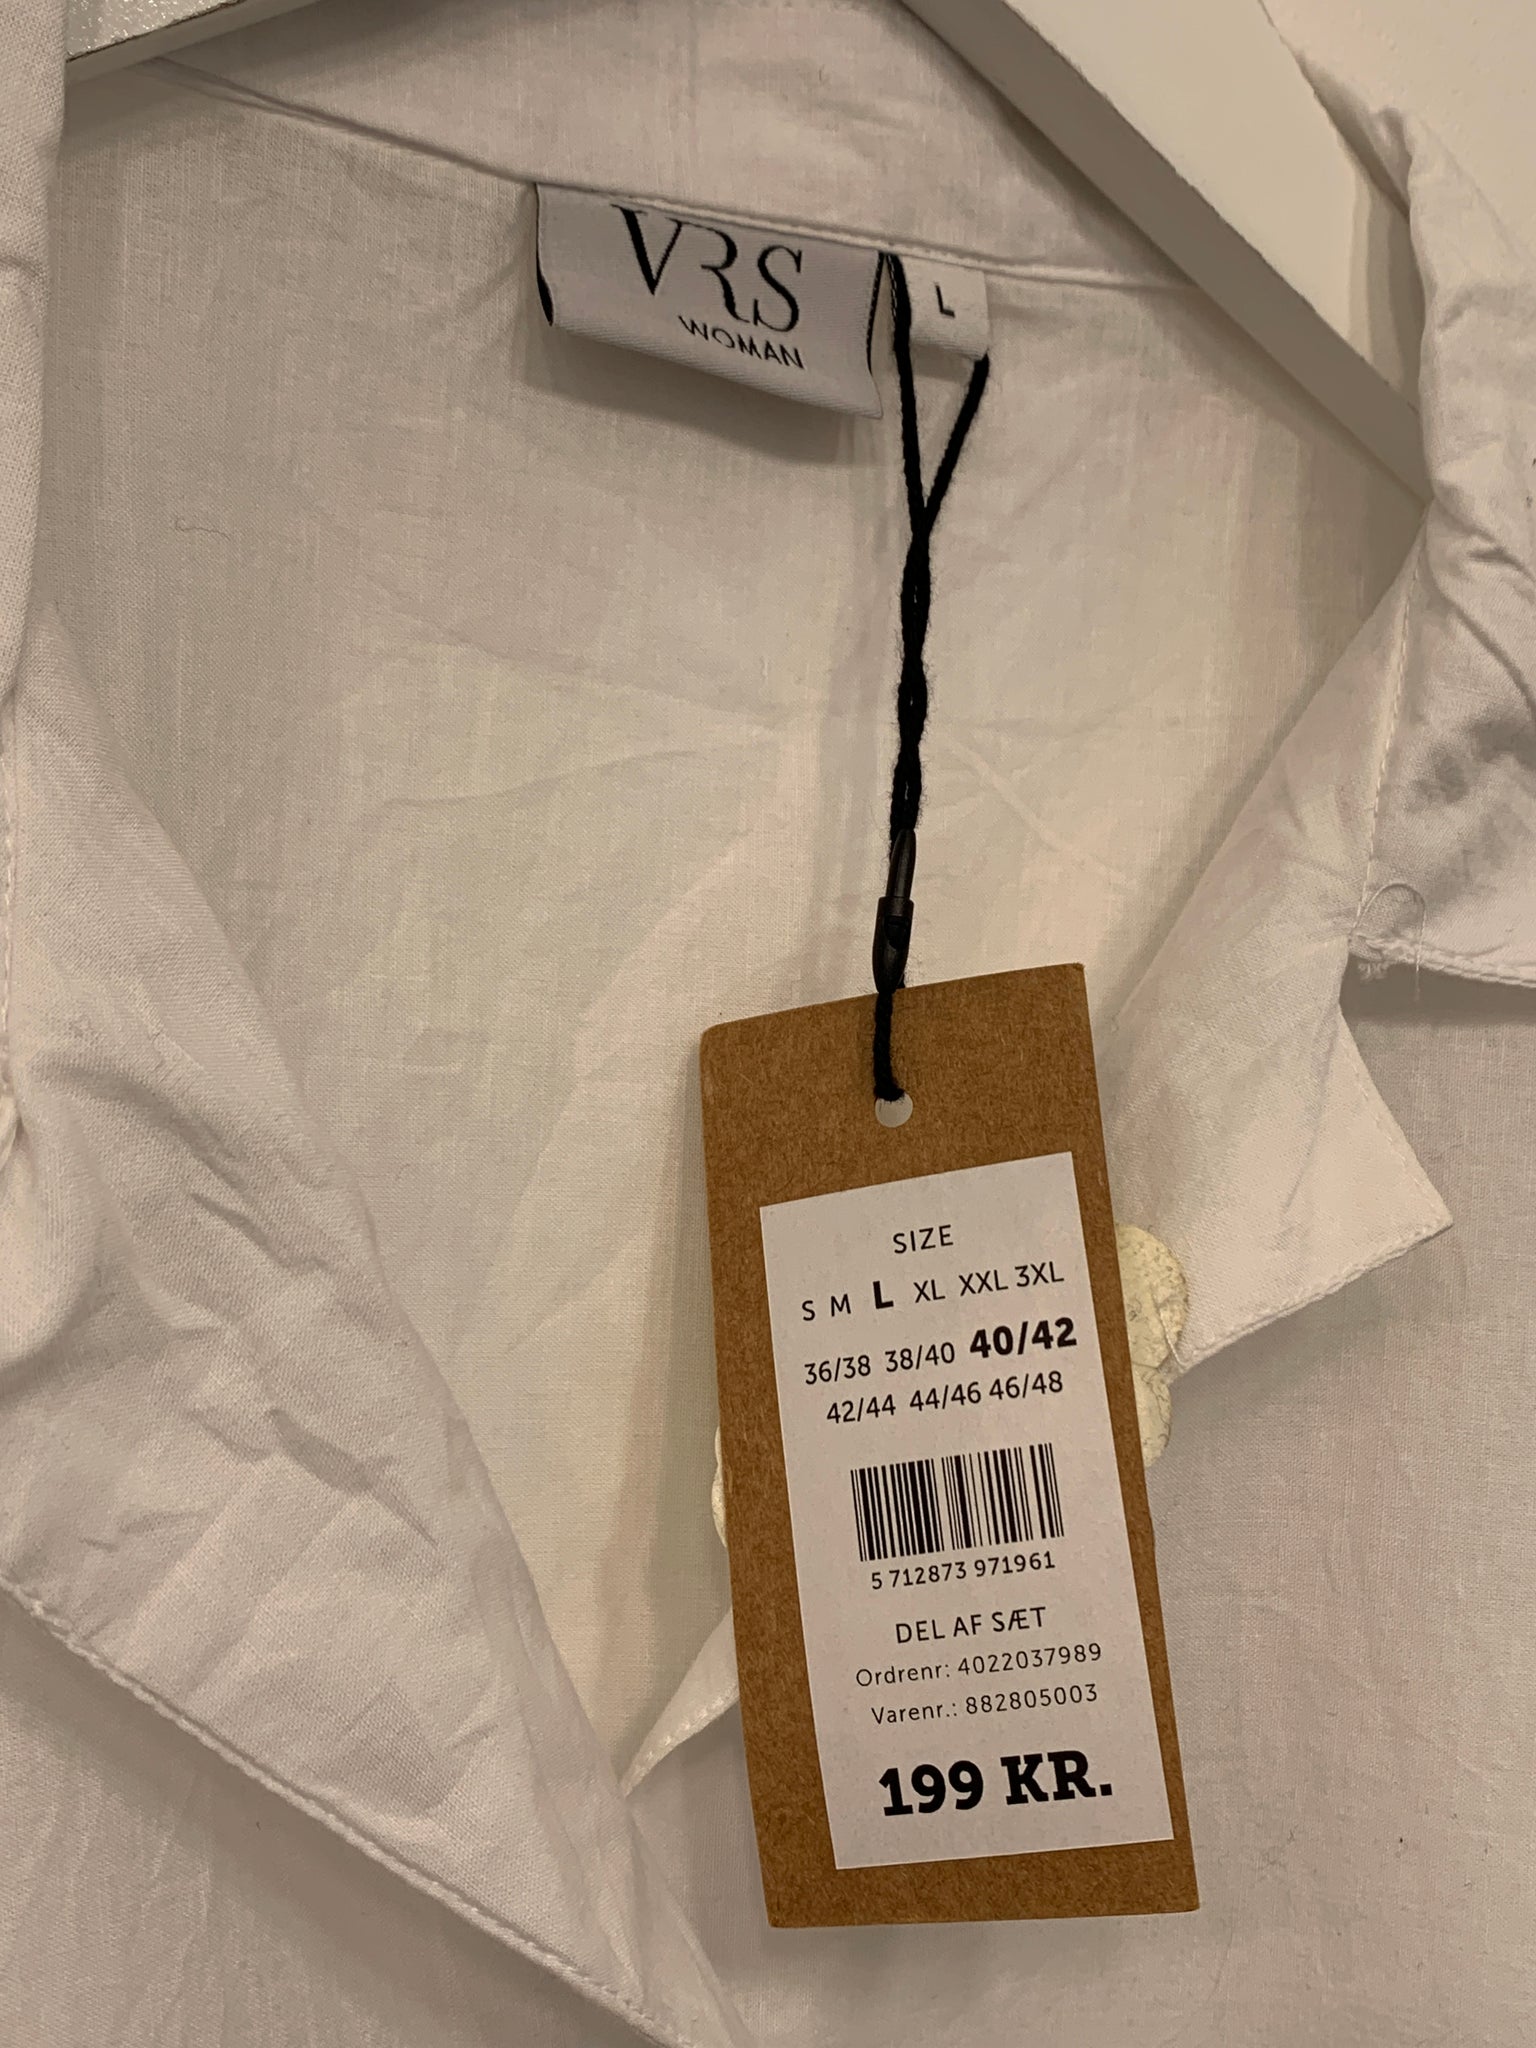 VRS
WOMAN
L
SIZE
S M L XL XXL 3XL
36/38 38/40 40/42
42/44 44/46 46/48
5 712873 971961
DEL AF SÆT
Ordrenr: 4022037989
Varenr.: 882805003
199 KR.